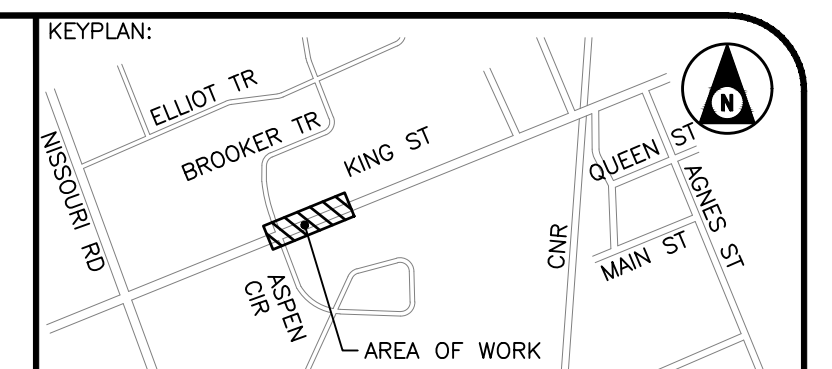 KEYPLAN:
ELLIOT TR
BROOKER TR
KING ST
N
QUEEN ST
NISSOURI RD
AGNES ST
CNR
MAIN ST
ASPEN
CIR
AREA OF WORK